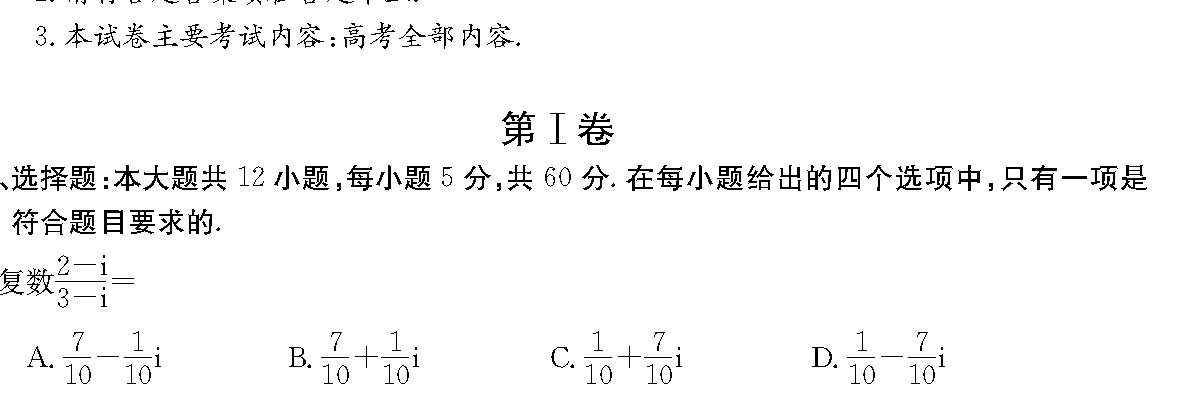 3. 本试卷主要考试内容:高考全部内容.
第Ⅰ卷
、选择题:本大题共 12 小题,每小题 5 分,共 60 分. 在每小题给出的四个选项中,只有一项是
符合题目要求的.
复数\frac{2-i}{3-i}=
A. \frac{7}{10}-\frac{1}{10}i B. \frac{7}{10}+\frac{1}{10}i C. \frac{1}{10}+\frac{7}{10}i D. \frac{1}{10}-\frac{7}{10}i